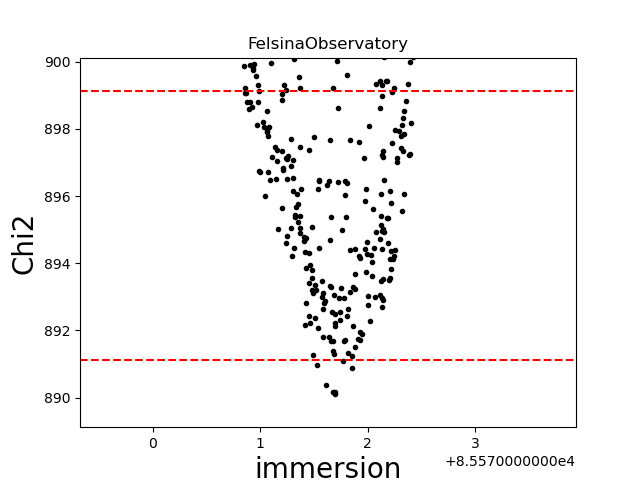 FelsinaObservatory
900
898
896
894
892
890
Chi2
0 1 2 3
+8.5570000000e4
immersion